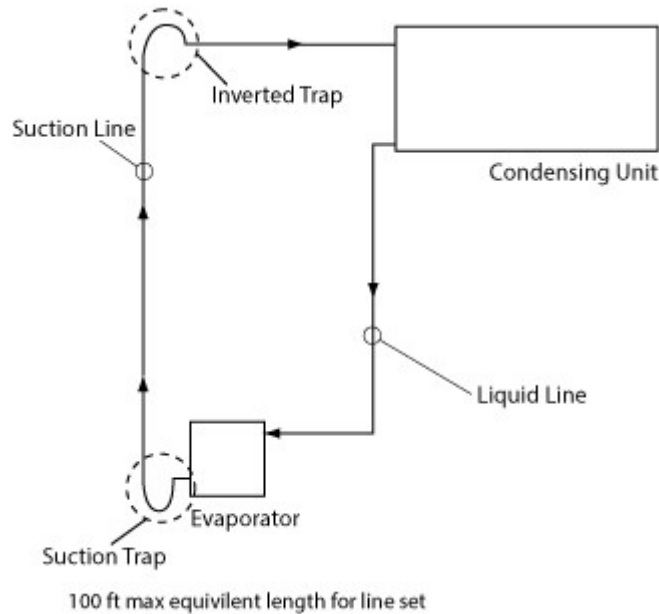 Inverted Trap
Suction Line
Condensing Unit
Liquid Line
Evaporator
Suction Trap
100 ft max equivilent length for line set